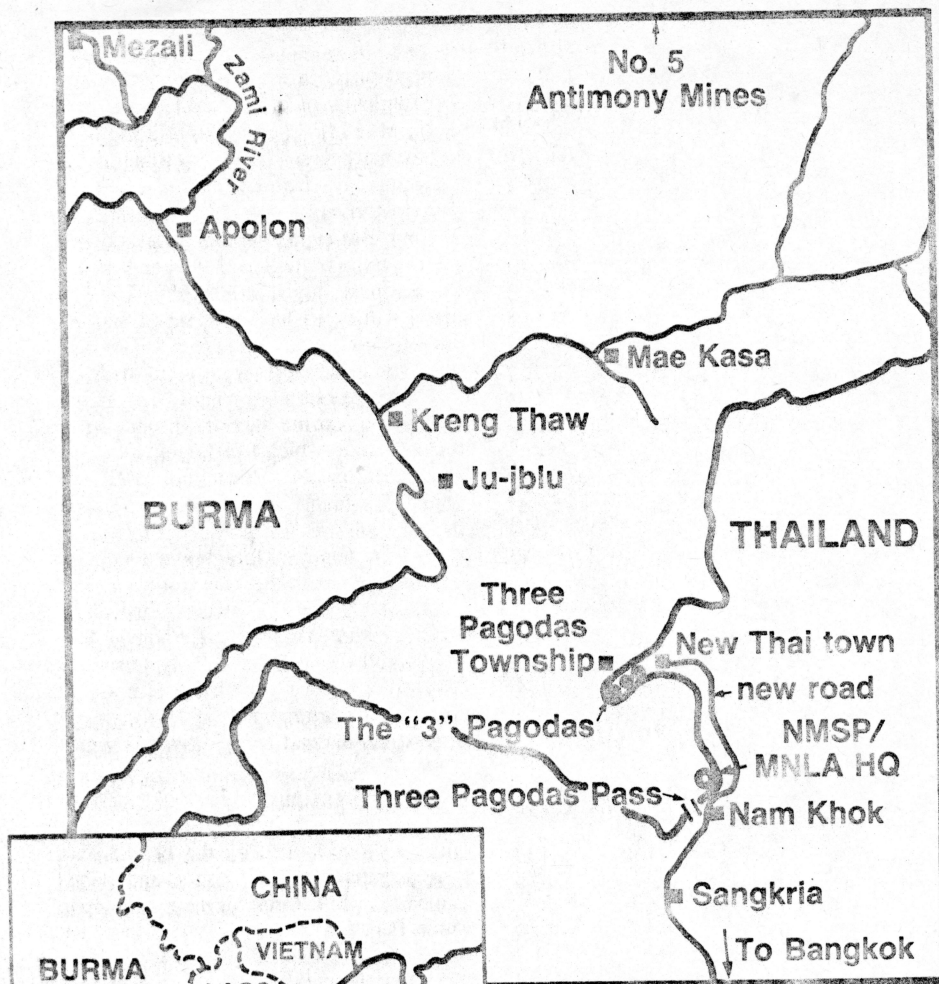 Mezali
Zami
River
No. 5
Antimony Mines
Apolon
Mae Kasa
Kreng Thaw
Ju-jblu
BURMA
THAILAND
Three
Pagodas
Township
New Thai town
new road
The "3" Pagodas
NMSP/
MNLA HQ
Three Pagodas Pass
Nam Khok
Sangkria
To Bangkok
CHINA
VIETNAM
BURMA